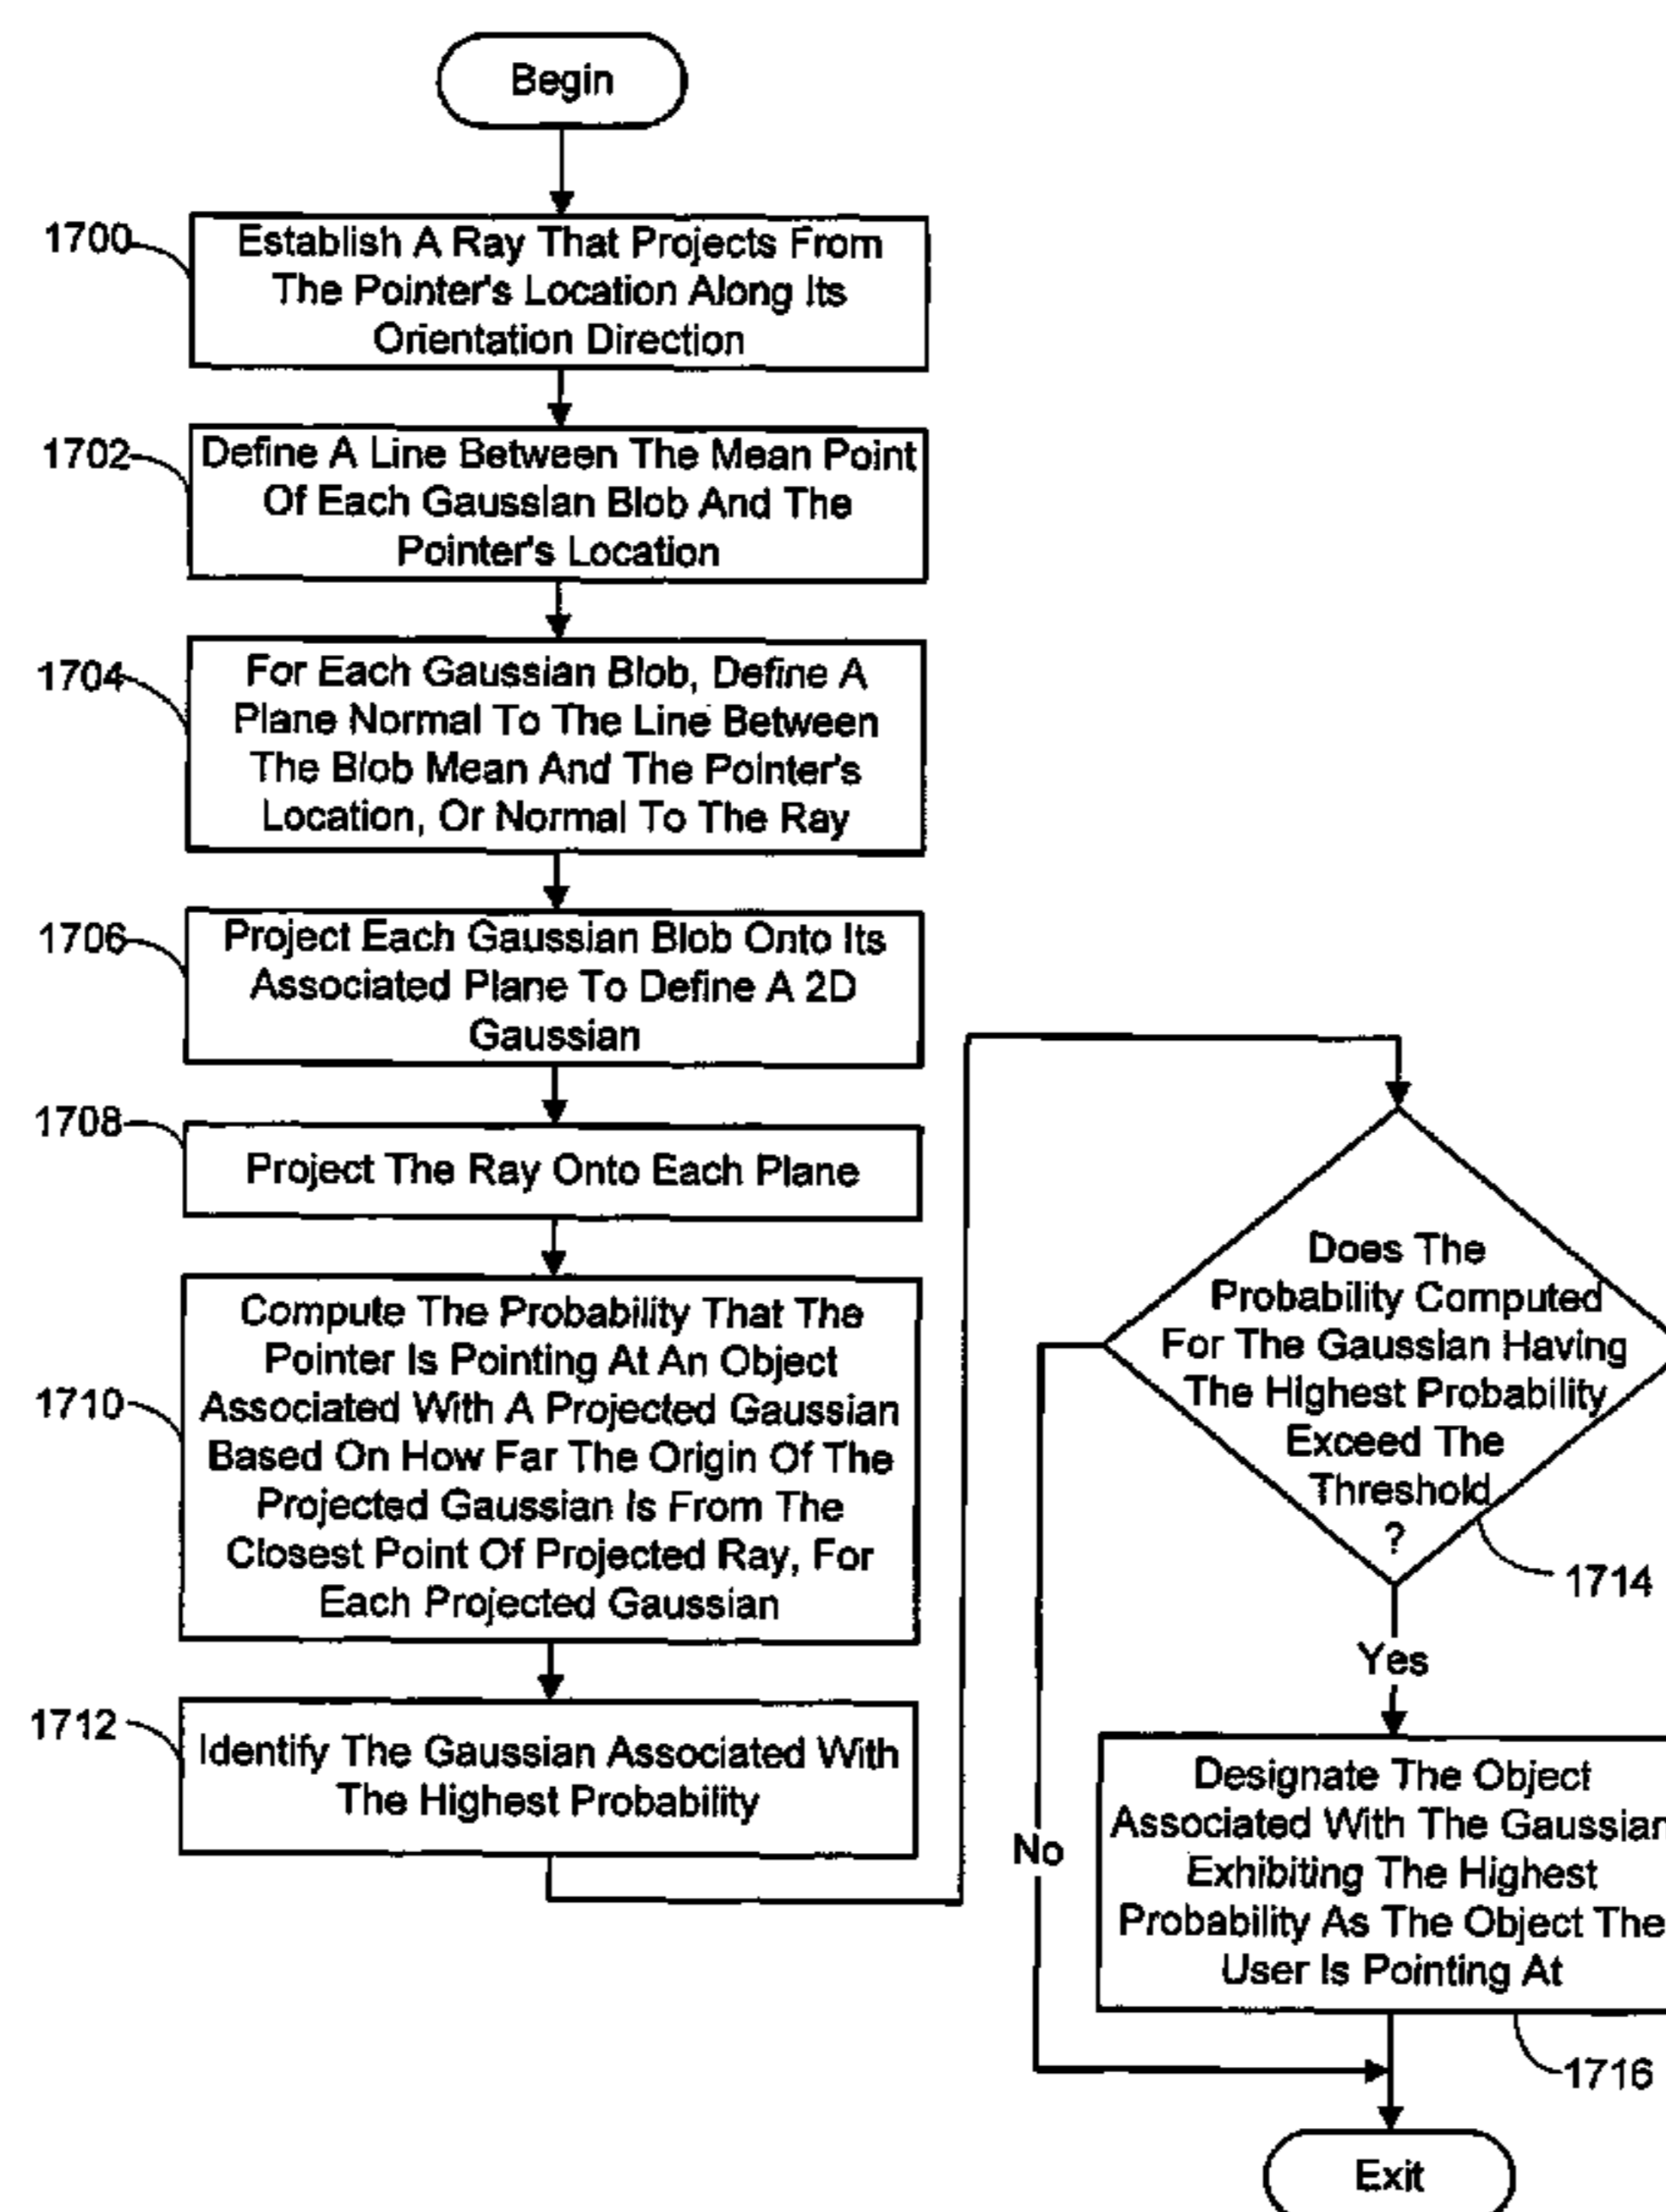 Begin
1700
Establish A Ray That Projects From
The Pointer's Location Along Its
Orientation Direction
1702
Define A Line Between The Mean Point
Of Each Gaussian Blob And The
Pointer's Location
1704
For Each Gaussian Blob, Define A
Plane Normal To The Line Between
The Blob Mean And The Pointer's
Location, Or Normal To The Ray
1706
Project Each Gaussian Blob Onto Its
Associated Plane To Define A 2D
Gaussian
1708
Project The Ray Onto Each Plane
1710
Compute The Probability That The
Pointer Is Pointing At An Object
Associated With A Projected Gaussian
Based On How Far The Origin Of The
Projected Gaussian Is From The
Closest Point Of Projected Ray, For
Each Projected Gaussian
1712
Identify The Gaussian Associated With
The Highest Probability
Does The
Probability Computed
For The Gaussian Having
The Highest Probability
Exceed The
Threshold
?
1714
Yes
No
Designate The Object
Associated With The Gaussian
Exhibiting The Highest
Probability As The Object The
User Is Pointing At
1716
Exit